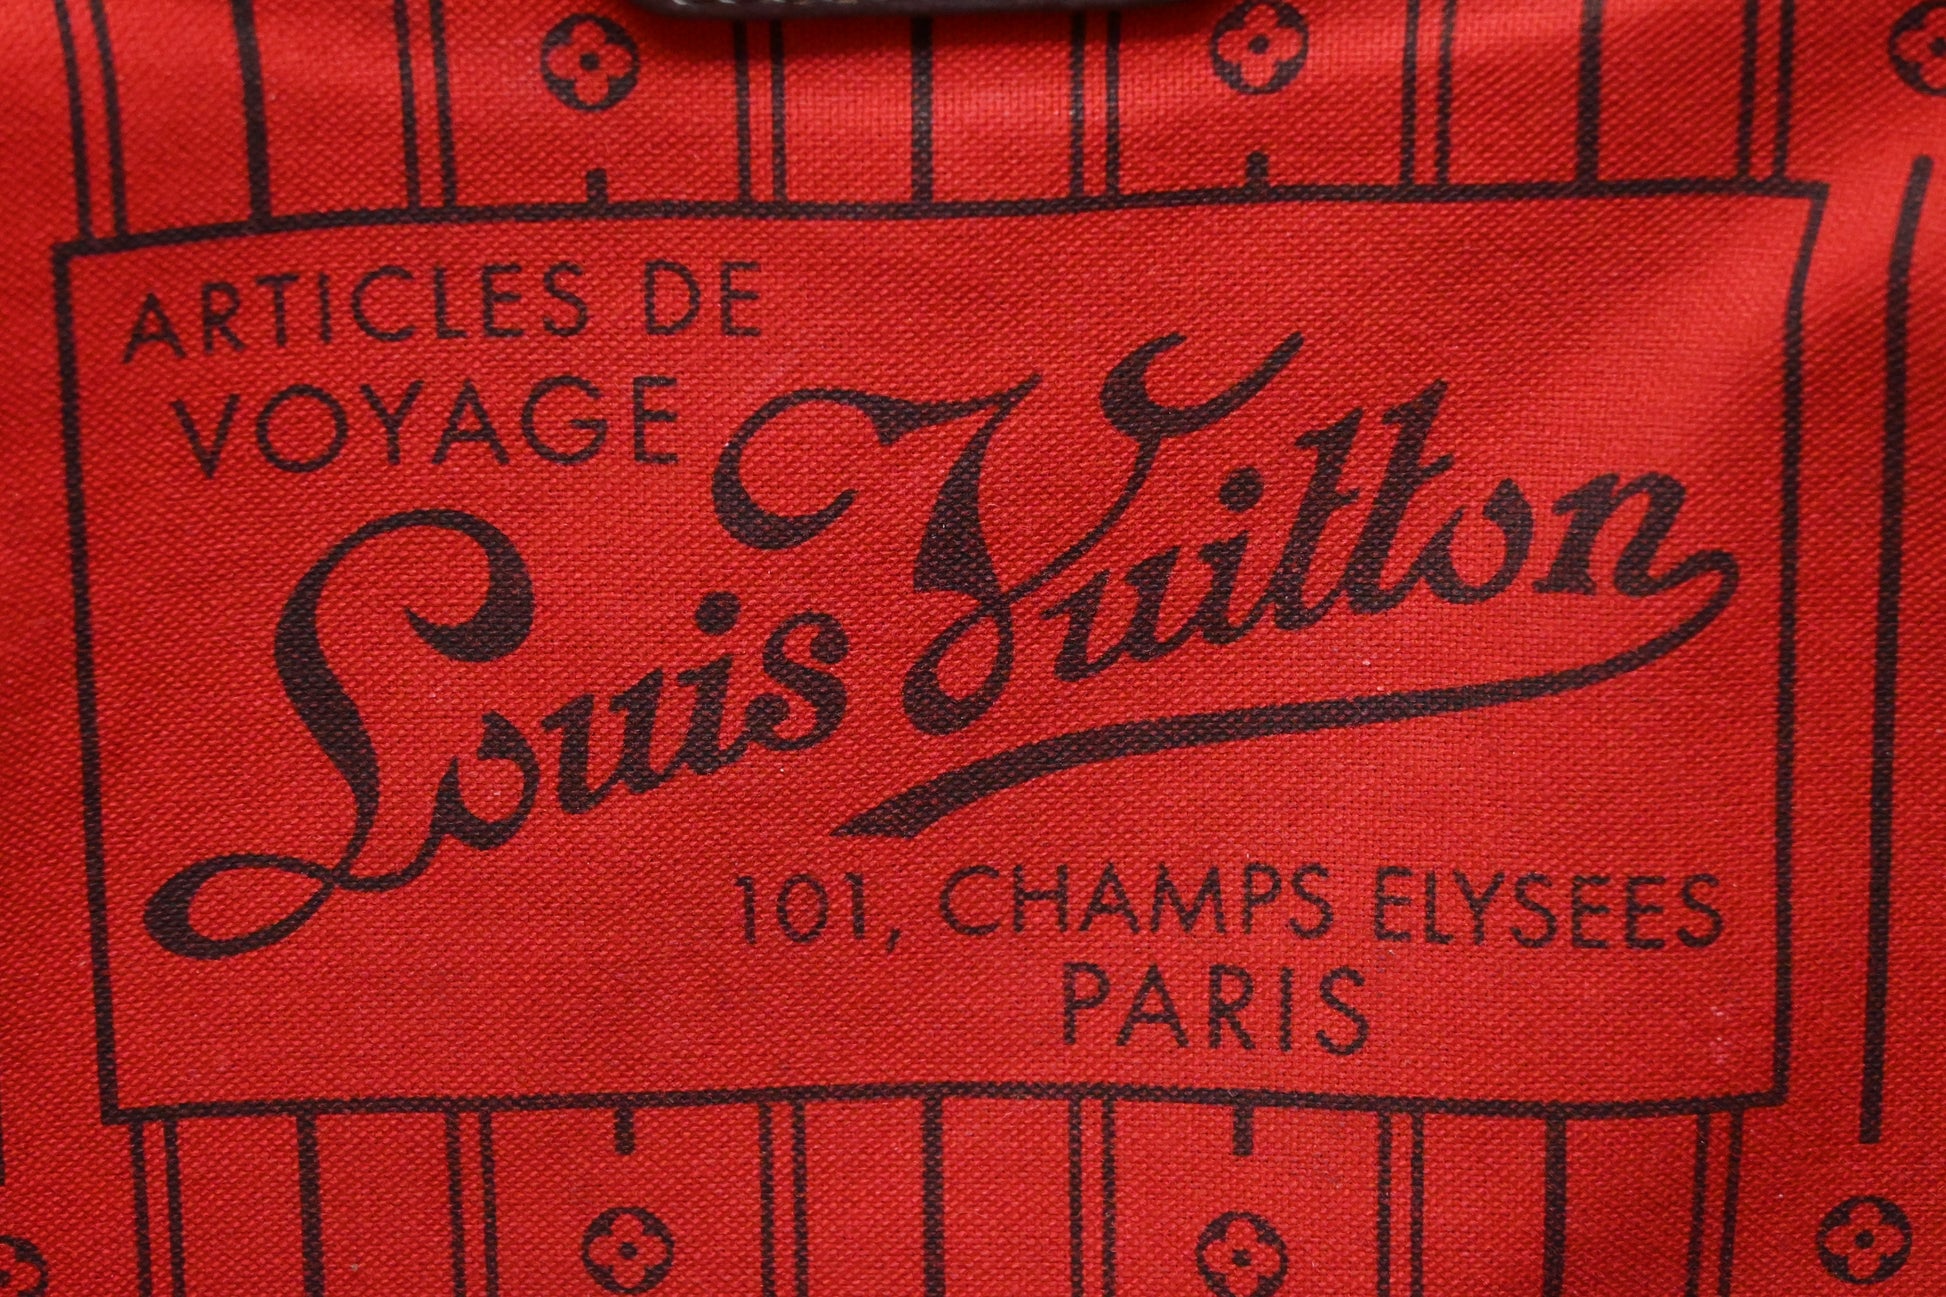 ARTICLES DE
VOYAGE
Louis Vuitton
101, CHAMPS ELYSEES
PARIS